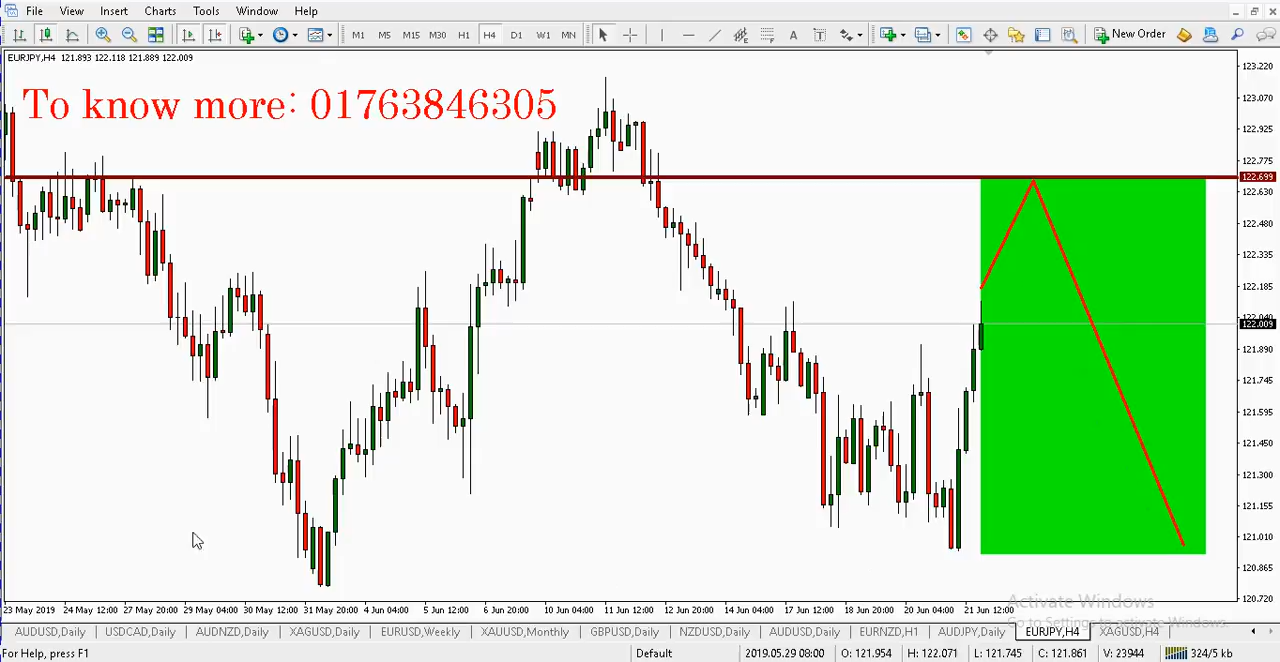 File View Insert Charts Tools Window Help
M1 M5 M15 M30 H1 H4 D1 W1 MN New Order
EURJPY,H4 121.893 122.118 121.889 122.009
To know more: 01763846305
123.220
123.070
122.925
122.775
122.699
122.630
122.480
122.335
122.185
122.040
122.009
121.890
121.745
121.595
121.450
121.300
121.155
121.010
120.865
120.720
23 May 2019 24 May 12:00 27 May 20:00 29 May 04:00 30 May 12:00 31 May 20:00 4 Jun 04:00 5 Jun 12:00 6 Jun 20:00 10 Jun 04:00 11 Jun 12:00 12 Jun 20:00 14 Jun 04:00 17 Jun 12:00 18 Jun 20:00 20 Jun 04:00 21 Jun 12:00
Activate Windows
Go to Settings to activate Windows.
AUDUSD,Daily USDCAD,Daily AUDNZD,Daily XAGUSD,Daily EURUSD,Weekly XAUUSD,Monthly GBPUSD,Daily NZDUSD,Daily AUDUSD,Daily EURNZD,H1 AUDJPY,Daily EURJPY,H4 XAGUSD,H4
For Help, press F1 Default 2019.05.29 08:00 O: 121.954 H: 122.071 L: 121.745 C: 121.861 V: 23944 324/5 kb